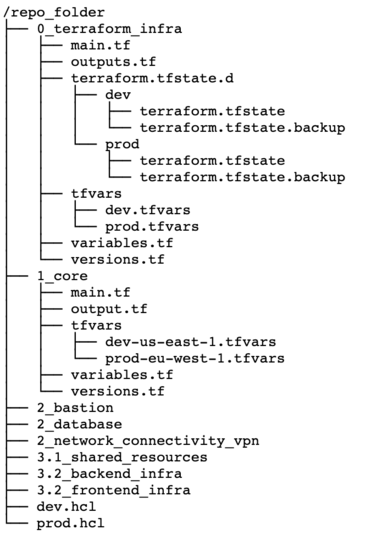 /repo_folder
├── 0_terraform_infra
│   ├── main.tf
│   ├── outputs.tf
│   ├── terraform.tfstate.d
│   │   ├── dev
│   │   │   ├── terraform.tfstate
│   │   │   └── terraform.tfstate.backup
│   │   └── prod
│   │       ├── terraform.tfstate
│   │       └── terraform.tfstate.backup
│   ├── tfvars
│   │   ├── dev.tfvars
│   │   └── prod.tfvars
│   ├── variables.tf
│   └── versions.tf
├── 1_core
│   ├── main.tf
│   ├── output.tf
│   ├── tfvars
│   │   ├── dev-us-east-1.tfvars
│   │   └── prod-eu-west-1.tfvars
│   ├── variables.tf
│   └── versions.tf
├── 2_bastion
├── 2_database
├── 2_network_connectivity_vpn
├── 3.1_shared_resources
├── 3.2_backend_infra
├── 3.2_frontend_infra
├── dev.hcl
└── prod.hcl